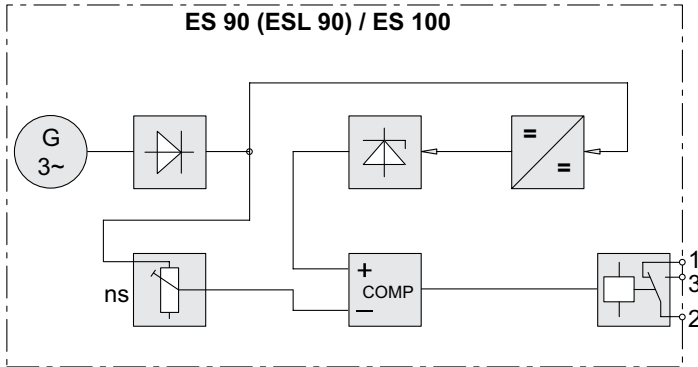 ES 90 (ESL 90) / ES 100
G
3~
=
=
ns
+
COMP
–
1
3
2